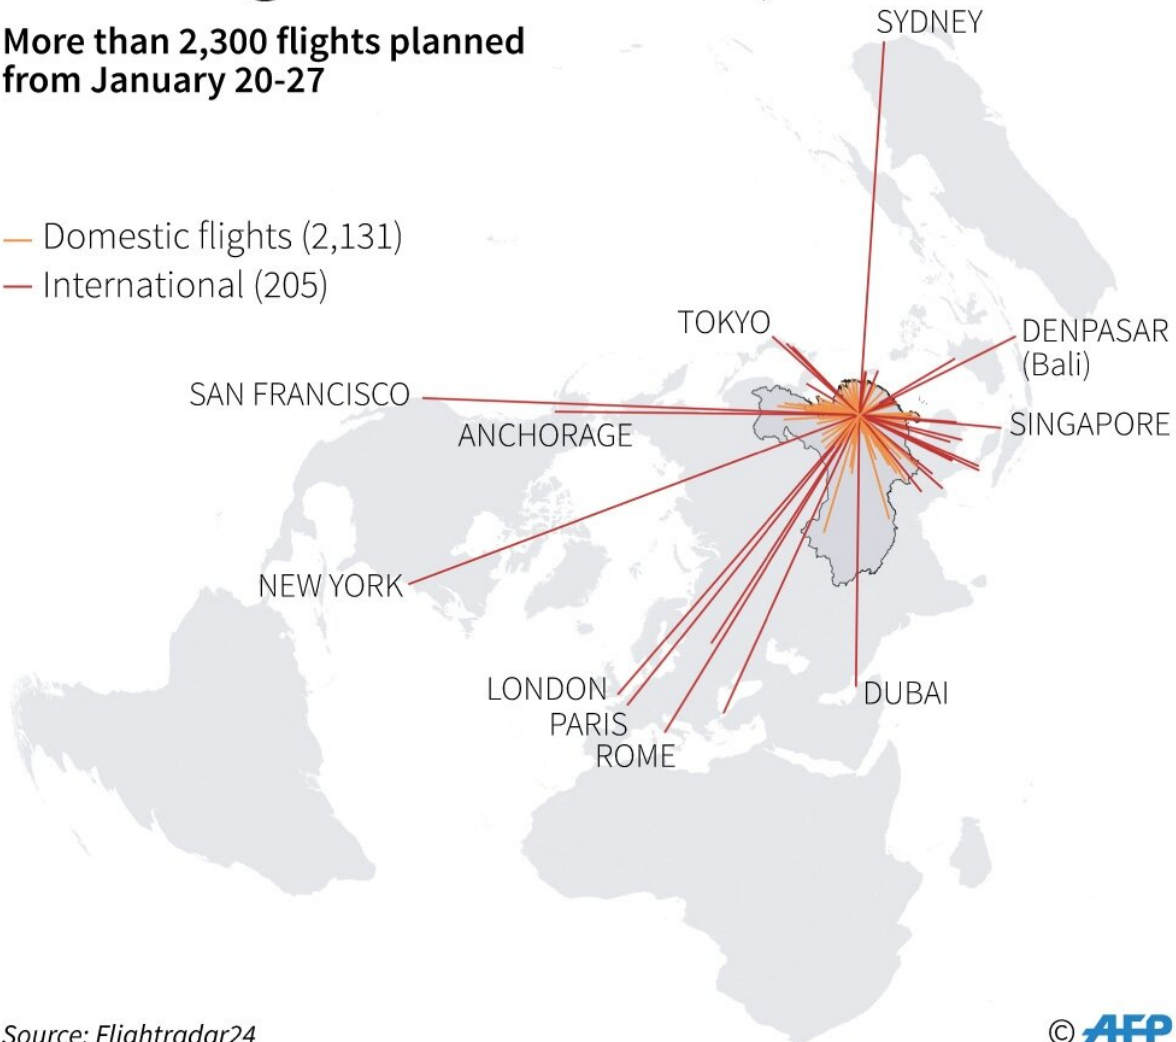 More than 2,300 flights planned
from January 20-27
Domestic flights (2,131)
International (205)
SYDNEY
TOKYO
DENPASAR
(Bali)
SAN FRANCISCO
ANCHORAGE
SINGAPORE
NEW YORK
LONDON
PARIS
ROME
DUBAI
Source: Flightradar24
© AFP